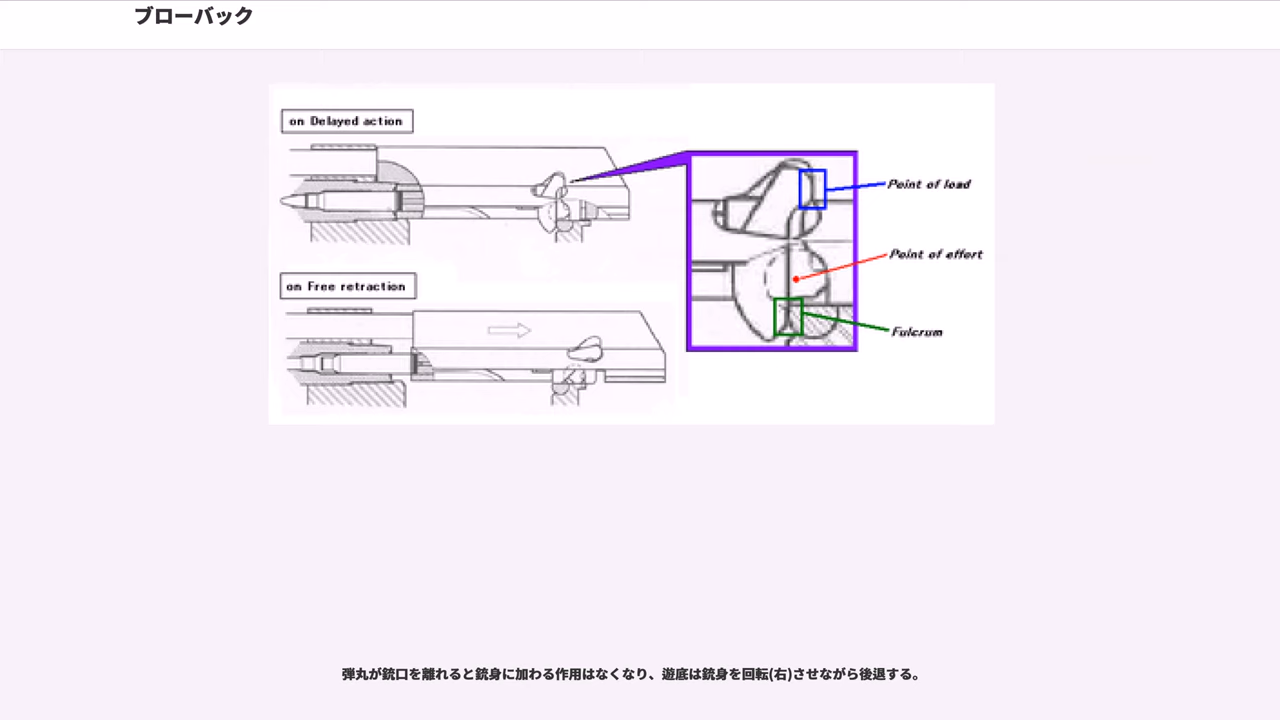 ブローバック
on Delayed action
Point of load
Point of effort
on Free retraction
Fulcrum
弾丸が銃口を離れると銃身に加わる作用はなくなり、遊底は銃身を回転(右)させながら後退する。